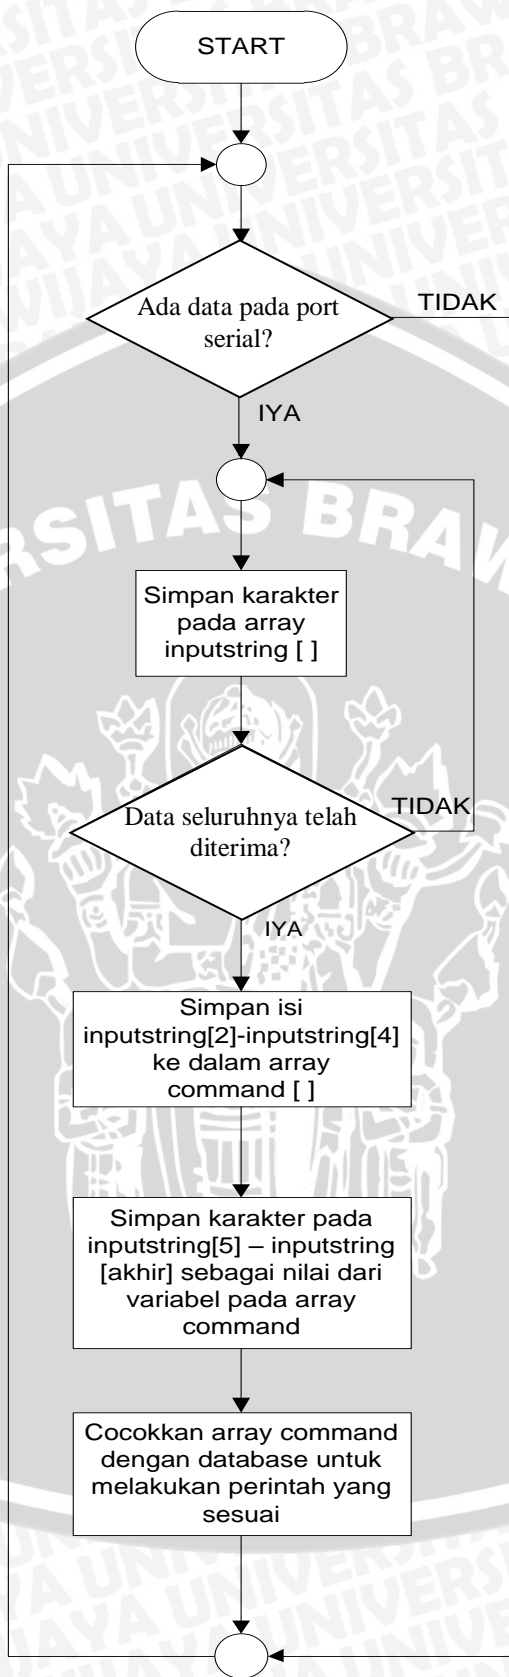 START
Ada data pada port
serial?
TIDAK
IYA
Simpan karakter
pada array
inputstring [ ]
Data seluruhnya telah
diterima?
TIDAK
IYA
Simpan isi
inputstring[2]-inputstring[4]
ke dalam array
command [ ]
Simpan karakter pada
inputstring[5] – inputstring
[akhir] sebagai nilai dari
variabel pada array
command
Cocokkan array command
dengan database untuk
melakukan perintah yang
sesuai